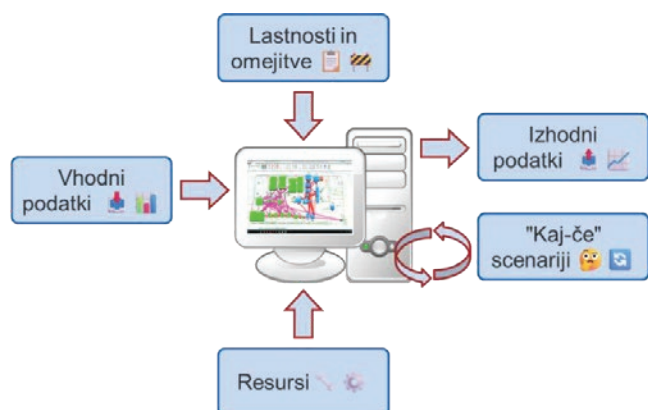 Lastnosti in
omejitve 📋 🚧
Vhodni
podatki 📥 📊
Izhodni
podatki 📤 📈
"Kaj-če"
scenariji 🤔 🔄
Resursi